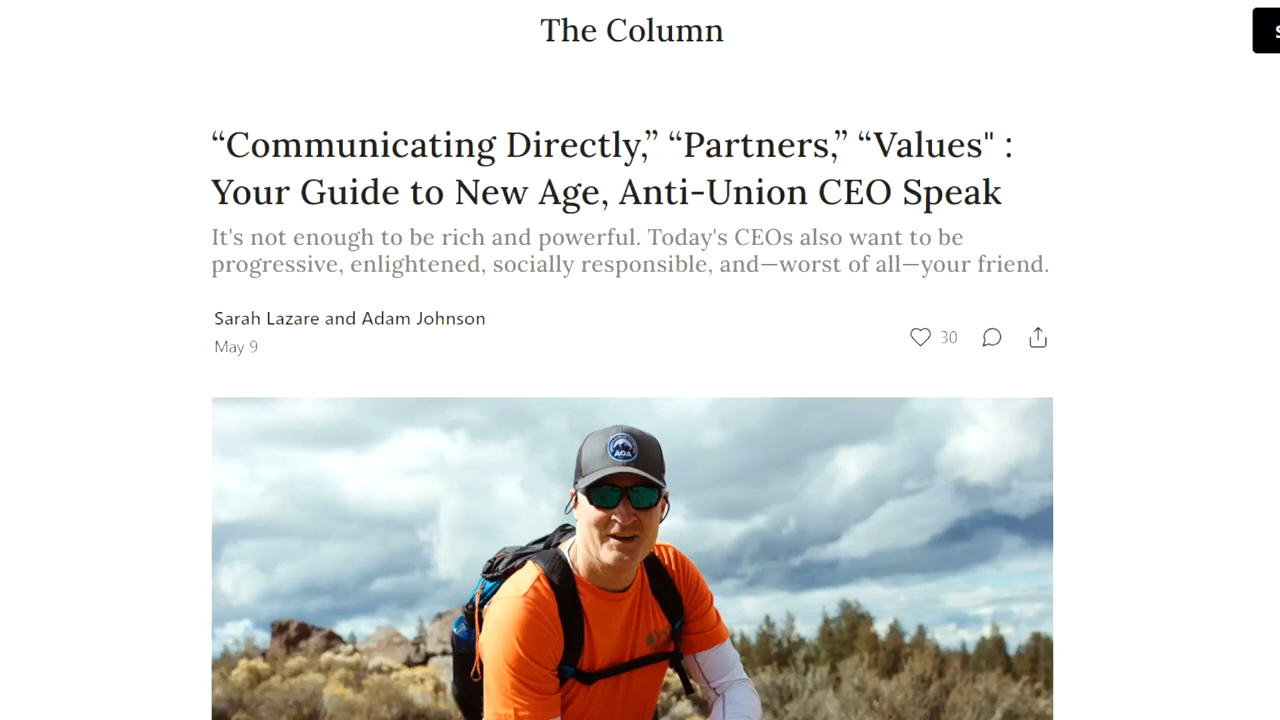 The Column
S
“Communicating Directly,” “Partners,” “Values" :
Your Guide to New Age, Anti-Union CEO Speak
It's not enough to be rich and powerful. Today's CEOs also want to be
progressive, enlightened, socially responsible, and—worst of all—your friend.
Sarah Lazare and Adam Johnson
May 9
30
AOA